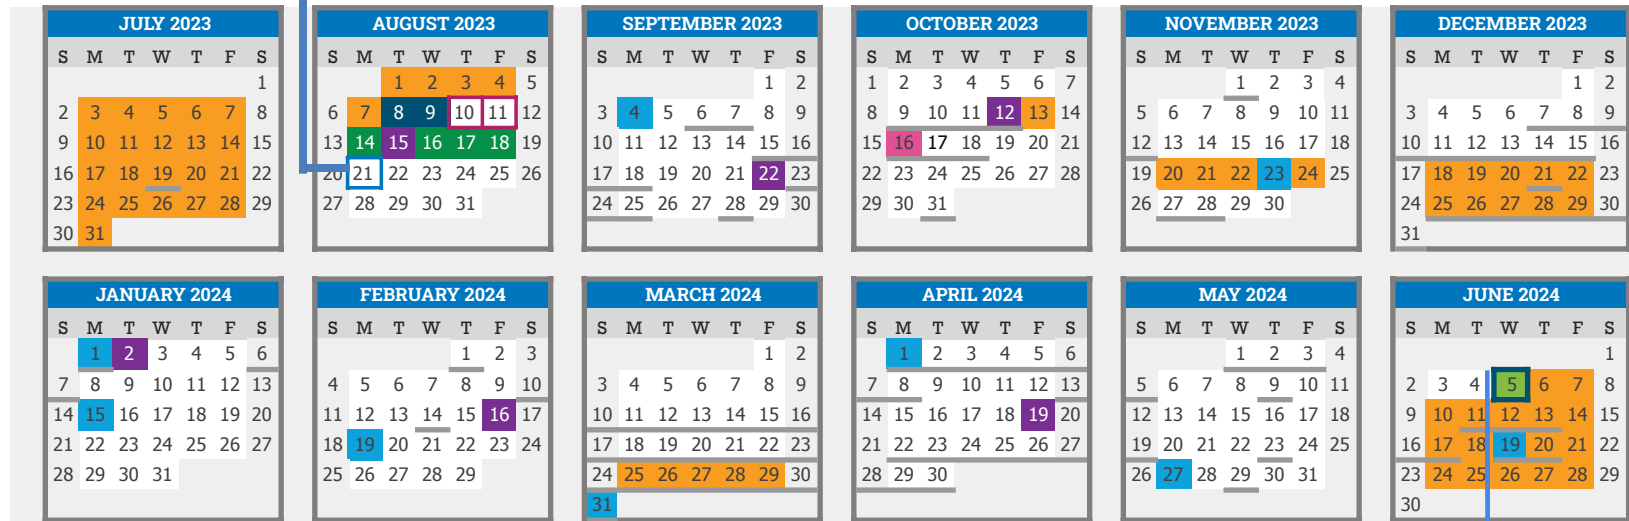 JULY 2023
S M T W T F S
1
2 3 4 5 6 7 8
9 10 11 12 13 14 15
16 17 18 19 20 21 22
23 24 25 26 27 28 29
30 31
AUGUST 2023
S M T W T F S
1 2 3 4 5
6 7 8 9 10 11 12
13 14 15 16 17 18 19
20 21 22 23 24 25 26
27 28 29 30 31
SEPTEMBER 2023
S M T W T F S
1 2
3 4 5 6 7 8 9
10 11 12 13 14 15 16
17 18 19 20 21 22 23
24 25 26 27 28 29 30
OCTOBER 2023
S M T W T F S
1 2 3 4 5 6 7
8 9 10 11 12 13 14
15 16 17 18 19 20 21
22 23 24 25 26 27 28
29 30 31
NOVEMBER 2023
S M T W T F S
1 2 3 4
5 6 7 8 9 10 11
12 13 14 15 16 17 18
19 20 21 22 23 24 25
26 27 28 29 30
DECEMBER 2023
S M T W T F S
1 2
3 4 5 6 7 8 9
10 11 12 13 14 15 16
17 18 19 20 21 22 23
24 25 26 27 28 29 30
31
JANUARY 2024
S M T W T F S
1 2 3 4 5 6
7 8 9 10 11 12 13
14 15 16 17 18 19 20
21 22 23 24 25 26 27
28 29 30 31
FEBRUARY 2024
S M T W T F S
1 2 3
4 5 6 7 8 9 10
11 12 13 14 15 16 17
18 19 20 21 22 23 24
25 26 27 28 29
MARCH 2024
S M T W T F S
1 2
3 4 5 6 7 8 9
10 11 12 13 14 15 16
17 18 19 20 21 22 23
24 25 26 27 28 29 30
31
APRIL 2024
S M T W T F S
1 2 3 4 5 6
7 8 9 10 11 12 13
14 15 16 17 18 19 20
21 22 23 24 25 26 27
28 29 30
MAY 2024
S M T W T F S
1 2 3 4
5 6 7 8 9 10 11
12 13 14 15 16 17 18
19 20 21 22 23 24 25
26 27 28 29 30 31
JUNE 2024
S M T W T F S
1
2 3 4 5 6 7 8
9 10 11 12 13 14 15
16 17 18 19 20 21 22
23 24 25 26 27 28 29
30